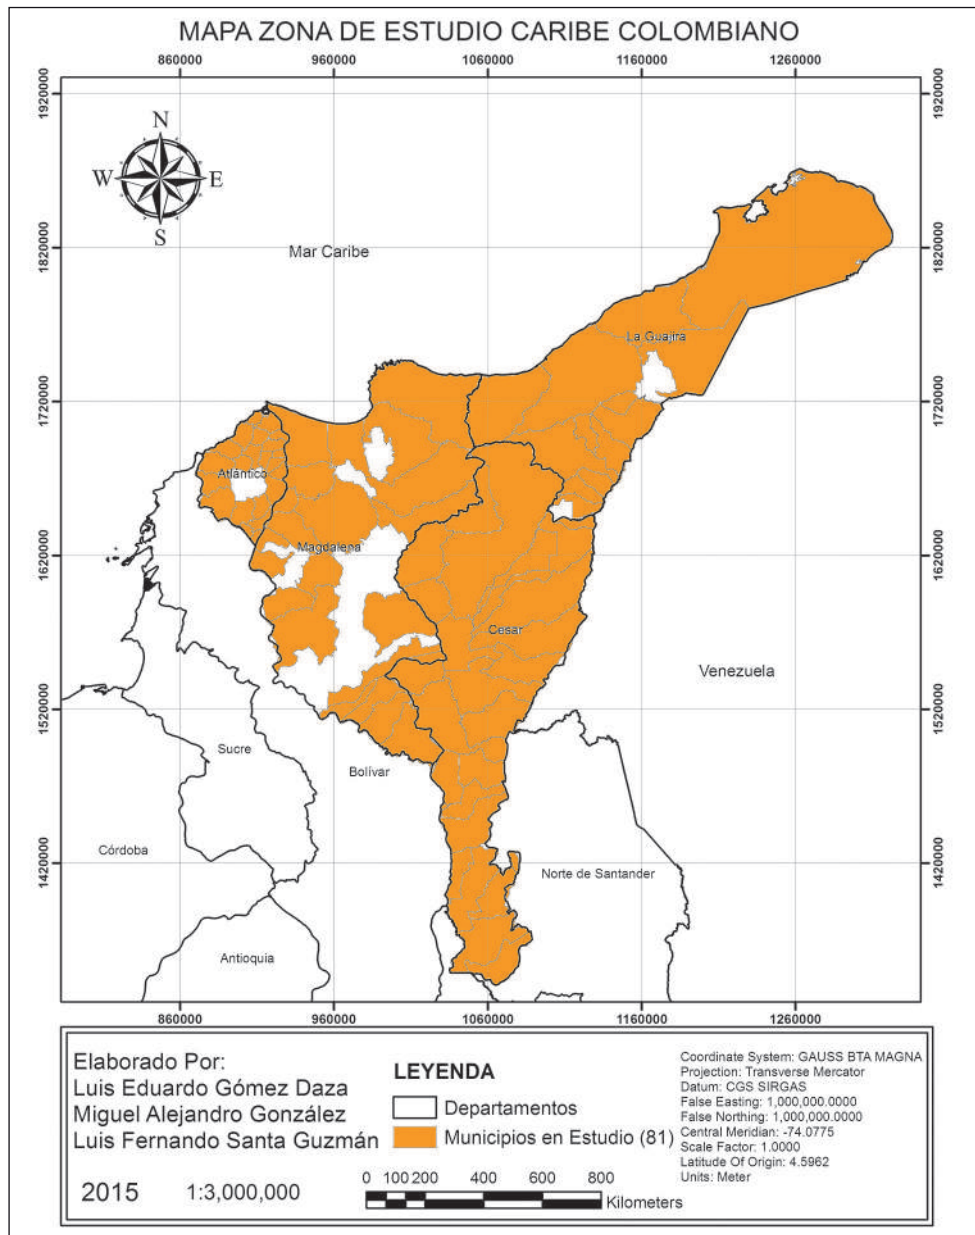 MAPA ZONA DE ESTUDIO CARIBE COLOMBIANO
860000 960000 1060000 1160000 1260000
1920000 1920000
N
W E
S
Mar Caribe
1820000 1820000
La Guajira
1720000 1720000
Atlántico
Magdalena
1620000 1620000
Cesar
Venezuela
1520000 1520000
Sucre
Bolívar
Córdoba
1420000 1420000
Norte de Santander
Antioquia
860000 960000 1060000 1160000 1260000
Elaborado Por:
Luis Eduardo Gómez Daza
Miguel Alejandro González
Luis Fernando Santa Guzmán
2015 1:3,000,000
LEYENDA
Departamentos
Municipios en Estudio (81)
0 100 200 400 600 800
Kilometers
Coordinate System: GAUSS BTA MAGNA
Projection: Transverse Mercator
Datum: CGS SIRGAS
False Easting: 1,000,000.0000
False Northing: 1,000,000.0000
Central Meridian: -74.0775
Scale Factor: 1.0000
Latitude Of Origin: 4.5962
Units: Meter